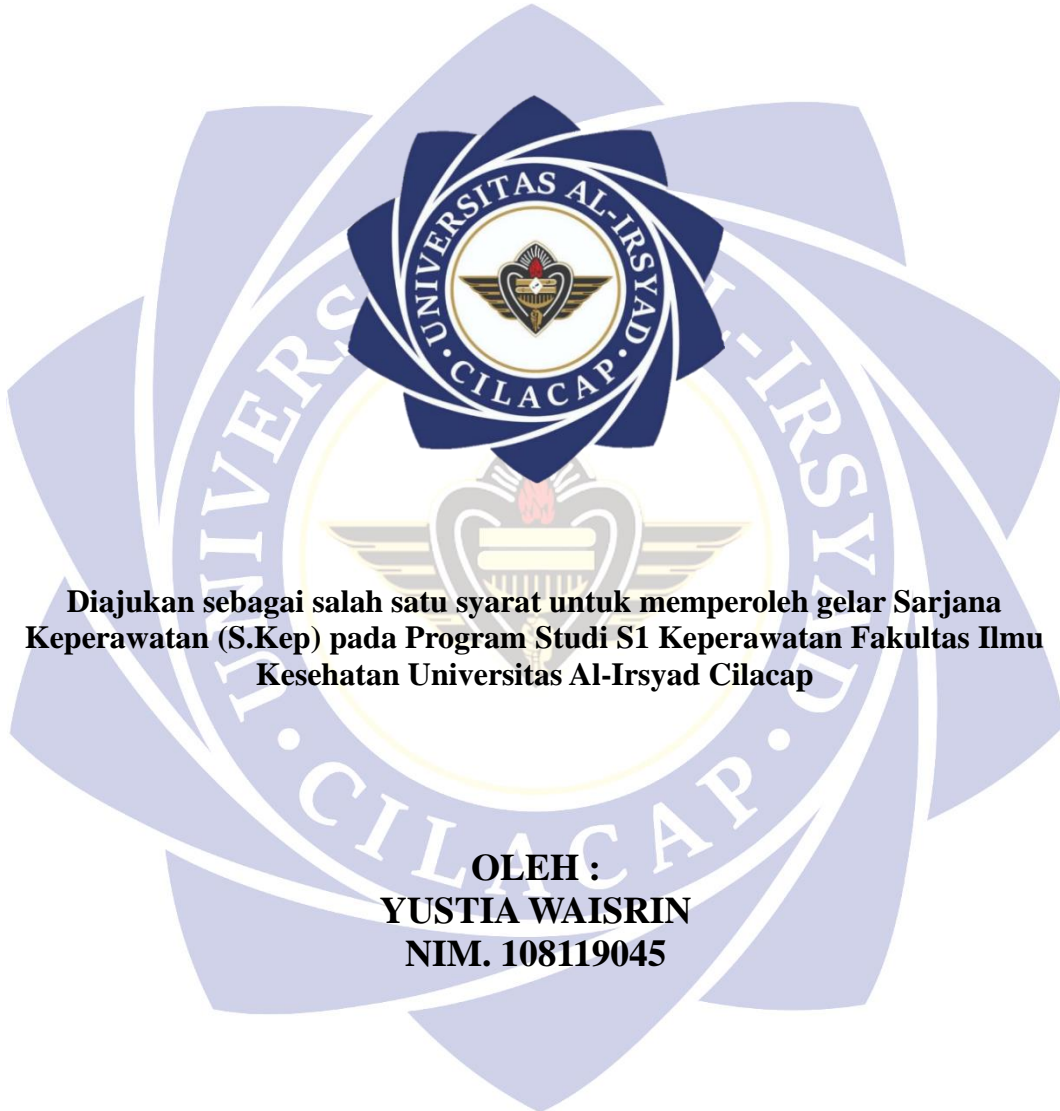 UNIVERSITAS AL-IRSYAD
CILACAP
Diajukan sebagai salah satu syarat untuk memperoleh gelar Sarjana
Keperawatan (S.Kep) pada Program Studi S1 Keperawatan Fakultas Ilmu
Kesehatan Universitas Al-Irsyad Cilacap
OLEH :
YUSTIA WAISRIN
NIM. 108119045